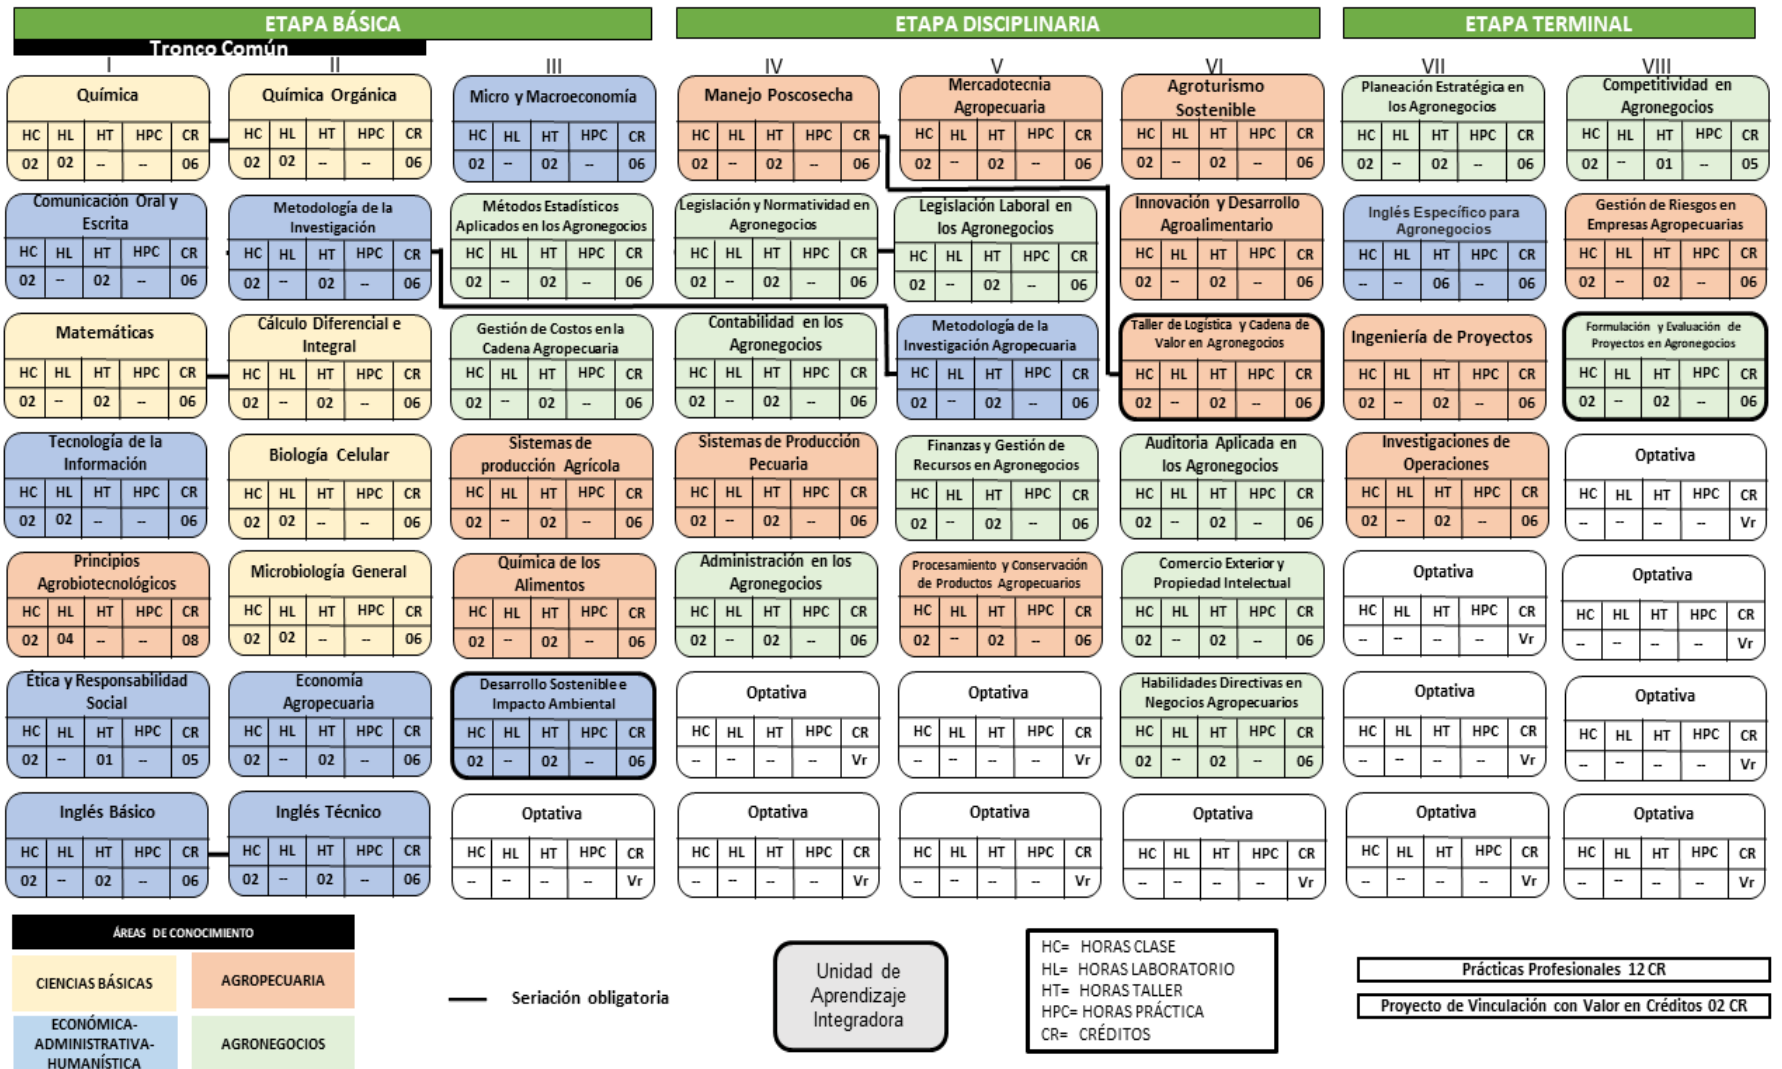 ETAPA BÁSICA
ETAPA DISCIPLINARIA
ETAPA TERMINAL
Tronco Común
I
II
III
IV
V
VI
VII
VIII
Química
HC HL HT HPC CR
02 02 -- -- 06
Química Orgánica
HC HL HT HPC CR
02 02 -- -- 06
Micro y Macroeconomía
HC HL HT HPC CR
02 -- 02 -- 06
Manejo Poscosecha
HC HL HT HPC CR
02 -- 02 -- 06
Mercadotecnia
Agropecuaria
HC HL HT HPC CR
02 -- 02 -- 06
Agroturismo
Sostenible
HC HL HT HPC CR
02 -- 02 -- 06
Planeación Estratégica en
los Agronegocios
HC HL HT HPC CR
02 -- 02 -- 06
Competitividad en
Agronegocios
HC HL HT HPC CR
02 -- 01 -- 05
Comunicación Oral y
Escrita
HC HL HT HPC CR
02 -- 02 -- 06
Metodología de la
Investigación
HC HL HT HPC CR
02 -- 02 -- 06
Métodos Estadísticos
Aplicados en los Agronegocios
HC HL HT HPC CR
02 -- 02 -- 06
Legislación y Normatividad en
Agronegocios
HC HL HT HPC CR
02 -- 02 -- 06
Legislación Laboral en
los Agronegocios
HC HL HT HPC CR
02 -- 02 -- 06
Innovación y Desarrollo
Agroalimentario
HC HL HT HPC CR
02 -- 02 -- 06
Inglés Específico para
Agronegocios
HC HL HT HPC CR
-- -- 06 -- 06
Gestión de Riesgos en
Empresas Agropecuarias
HC HL HT HPC CR
02 -- 02 -- 06
Matemáticas
HC HL HT HPC CR
02 -- 02 -- 06
Cálculo Diferencial e
Integral
HC HL HT HPC CR
02 -- 02 -- 06
Gestión de Costos en la
Cadena Agropecuaria
HC HL HT HPC CR
02 -- 02 -- 06
Contabilidad en los
Agronegocios
HC HL HT HPC CR
02 -- 02 -- 06
Metodología de la
Investigación Agropecuaria
HC HL HT HPC CR
02 -- 02 -- 06
Taller de Logística y Cadena de
Valor en Agronegocios
HC HL HT HPC CR
02 -- 02 -- 06
Ingeniería de Proyectos
HC HL HT HPC CR
02 -- 02 -- 06
Formulación y Evaluación de
Proyectos en Agronegocios
HC HL HT HPC CR
02 -- 02 -- 06
Tecnología de la
Información
HC HL HT HPC CR
02 02 -- -- 06
Biología Celular
HC HL HT HPC CR
02 02 -- -- 06
Sistemas de
producción Agrícola
HC HL HT HPC CR
02 -- 02 -- 06
Sistemas de Producción
Pecuaria
HC HL HT HPC CR
02 -- 02 -- 06
Finanzas y Gestión de
Recursos en Agronegocios
HC HL HT HPC CR
02 -- 02 -- 06
Auditoria Aplicada en
los Agronegocios
HC HL HT HPC CR
02 -- 02 -- 06
Investigaciones de
Operaciones
HC HL HT HPC CR
02 -- 02 -- 06
Optativa
HC HL HT HPC CR
-- -- -- -- Vr
Principios
Agrobiotecnológicos
HC HL HT HPC CR
02 04 -- -- 08
Microbiología General
HC HL HT HPC CR
02 02 -- -- 06
Química de los
Alimentos
HC HL HT HPC CR
02 -- 02 -- 06
Administración en los
Agronegocios
HC HL HT HPC CR
02 -- 02 -- 06
Procesamiento y Conservación
de Productos Agropecuarios
HC HL HT HPC CR
02 -- 02 -- 06
Comercio Exterior y
Propiedad Intelectual
HC HL HT HPC CR
02 -- 02 -- 06
Optativa
HC HL HT HPC CR
-- -- -- -- Vr
Optativa
HC HL HT HPC CR
-- -- -- -- Vr
Ética y Responsabilidad
Social
HC HL HT HPC CR
02 -- 01 -- 05
Economía
Agropecuaria
HC HL HT HPC CR
02 -- 02 -- 06
Desarrollo Sostenible e
Impacto Ambiental
HC HL HT HPC CR
02 -- 02 -- 06
Optativa
HC HL HT HPC CR
-- -- -- -- Vr
Optativa
HC HL HT HPC CR
-- -- -- -- Vr
Habilidades Directivas en
Negocios Agropecuarios
HC HL HT HPC CR
02 -- 02 -- 06
Optativa
HC HL HT HPC CR
-- -- -- -- Vr
Optativa
HC HL HT HPC CR
-- -- -- -- Vr
Inglés Básico
HC HL HT HPC CR
02 -- 02 -- 06
Inglés Técnico
HC HL HT HPC CR
02 -- 02 -- 06
Optativa
HC HL HT HPC CR
-- -- -- -- Vr
Optativa
HC HL HT HPC CR
-- -- -- -- Vr
Optativa
HC HL HT HPC CR
-- -- -- -- Vr
Optativa
HC HL HT HPC CR
-- -- -- -- Vr
Optativa
HC HL HT HPC CR
-- -- -- -- Vr
Optativa
HC HL HT HPC CR
-- -- -- -- Vr
ÁREAS DE CONOCIMIENTO
CIENCIAS BÁSICAS
AGROPECUARIA
ECONÓMICA-
ADMINISTRATIVA-
HUMANÍSTICA
AGRONEGOCIOS
Seriación obligatoria
Unidad de
Aprendizaje
Integradora
HC= HORAS CLASE
HL= HORAS LABORATORIO
HT= HORAS TALLER
HPC= HORAS PRÁCTICA
CR= CRÉDITOS
Prácticas Profesionales 12 CR
Proyecto de Vinculación con Valor en Créditos 02 CR